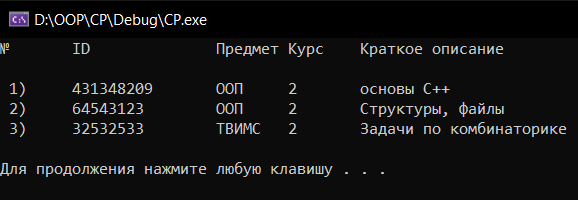 D:\OOP\CP\Debug\CP.exe
№ ID Предмет Курс Краткое описание
1) 431348209 ООП 2 основы C++
2) 64543123 ООП 2 Структуры, файлы
3) 32532533 ТВИМС 2 Задачи по комбинаторике
Для продолжения нажмите любую клавишу . . .